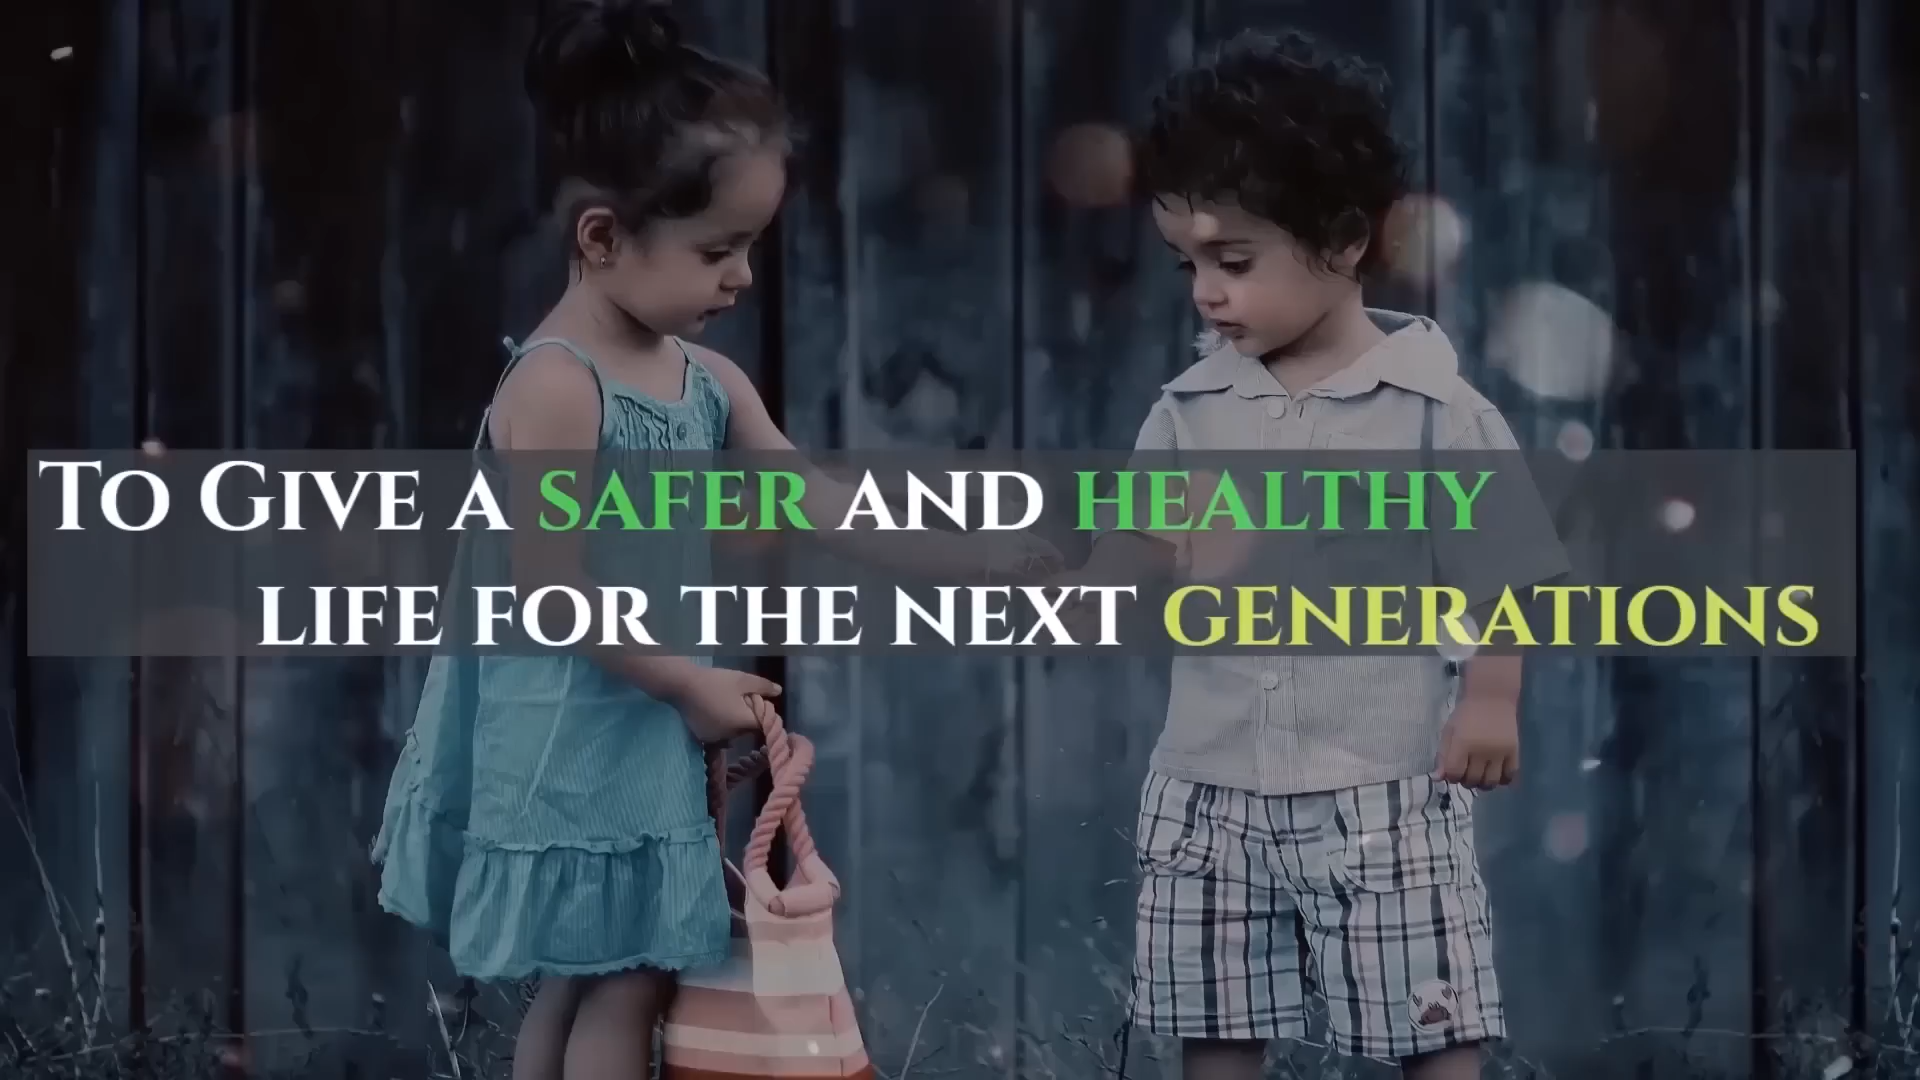 To Give a safer and healthy
life for the next generations